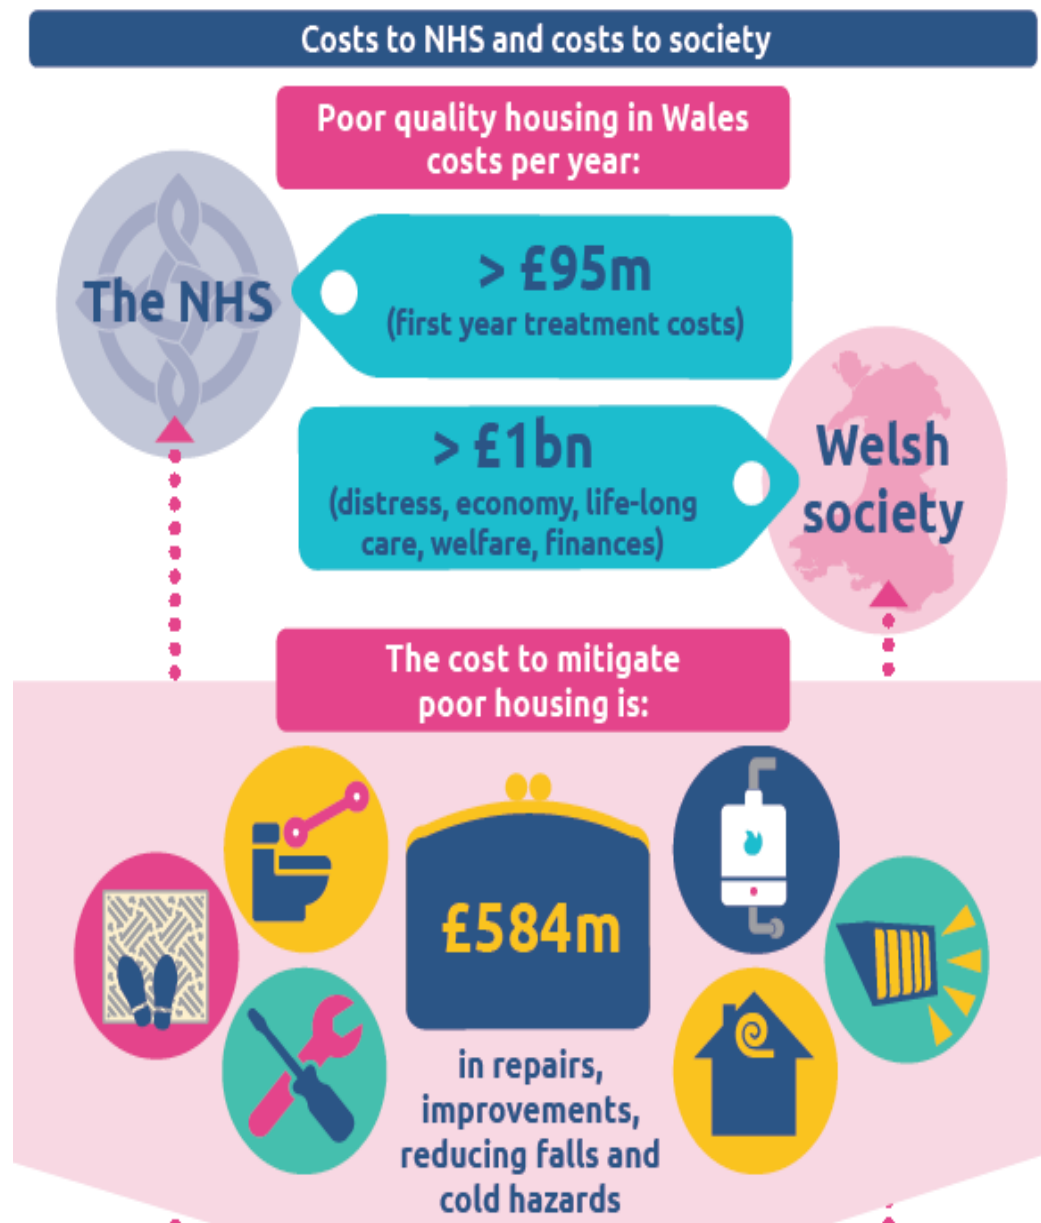 Costs to NHS and costs to society
Poor quality housing in Wales
costs per year:
The NHS
> £95m
(first year treatment costs)
> £1bn
(distress, economy, life-long
care, welfare, finances)
Welsh
society
The cost to mitigate
poor housing is:
£584m
in repairs,
improvements,
reducing falls and
cold hazards